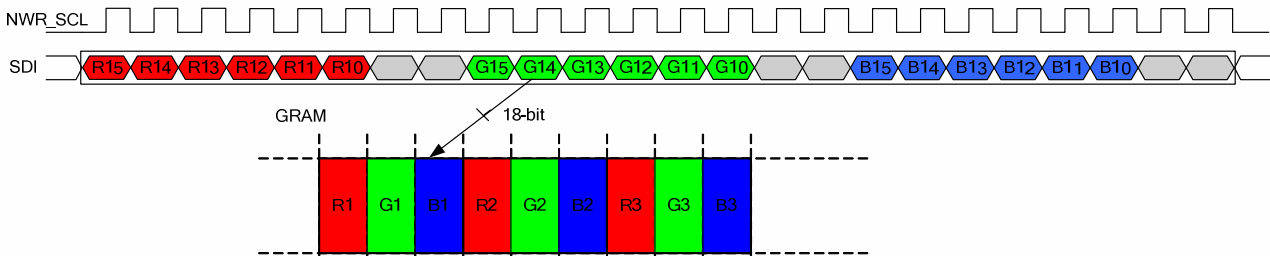 NWR_SCL
SDI R15 R14 R13 R12 R11 R10 G15 G14 G13 G12 G11 G10 B15 B14 B13 B12 B11 B10
GRAM 18-bit
R1 G1 B1 R2 G2 B2 R3 G3 B3